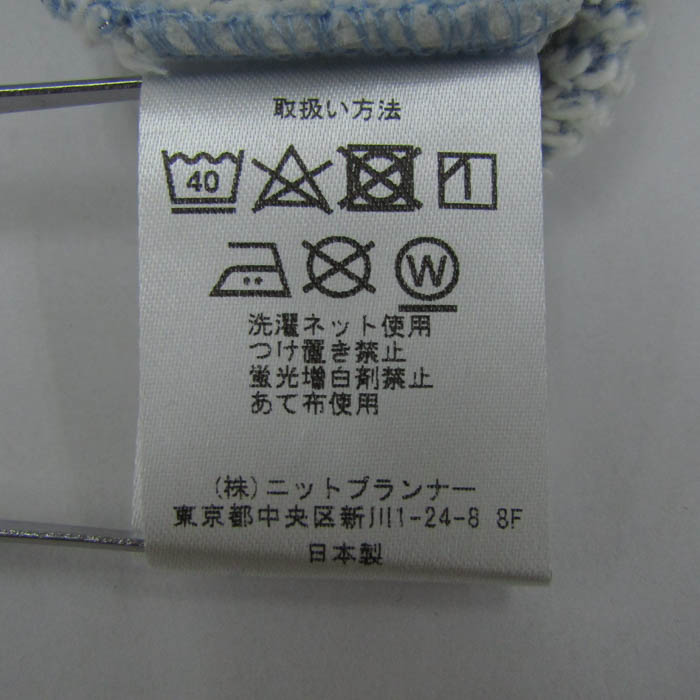 取扱い方法
40
W
洗濯ネット使用
つけ置き禁止
蛍光増白剤禁止
あて布使用
(株)ニットプランナー
東京都中央区新川1-24-8 8F
日本製